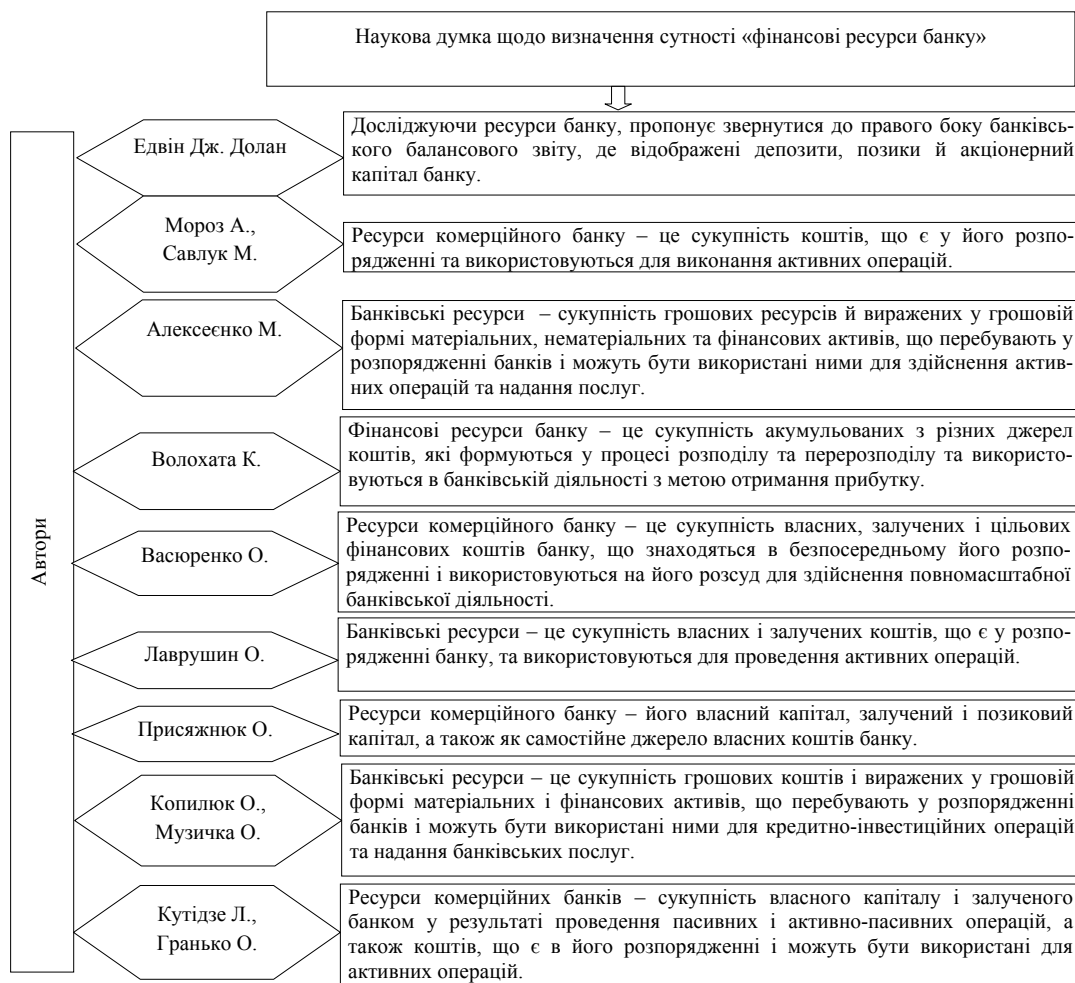 Наукова думка щодо визначення сутності «фінансові ресурси банку»
Автори
Едвін Дж. Долан
Досліджуючи ресурси банку, пропонує звернутися до правого боку банківсь-
кого балансового звіту, де відображені депозити, позики й акціонерний
капітал банку.
Мороз А.,
Савлук М.
Ресурси комерційного банку – це сукупність коштів, що є у його розпо-
рядженні та використовуються для виконання активних операцій.
Алексеєнко М.
Банківські ресурси – сукупність грошових ресурсів й виражених у грошовій
формі матеріальних, нематеріальних та фінансових активів, що перебувають у
розпорядженні банків і можуть бути використані ними для здійснення актив-
них операцій та надання послуг.
Волохата К.
Фінансові ресурси банку – це сукупність акумульованих з різних джерел
коштів, які формуються у процесі розподілу та перерозподілу та використо-
вуються в банківській діяльності з метою отримання прибутку.
Васюренко О.
Ресурси комерційного банку – це сукупність власних, залучених і цільових
фінансових коштів банку, що знаходяться в безпосередньому його розпо-
рядженні і використовуються на його розсуд для здійснення повномасштабної
банківської діяльності.
Лаврушин О.
Банківські ресурси – це сукупність власних і залучених коштів, що є у розпо-
рядженні банку, та використовуються для проведення активних операцій.
Присяжнюк О.
Ресурси комерційного банку – його власний капітал, залучений і позиковий
капітал, а також як самостійне джерело власних коштів банку.
Копилюк О.,
Музичка О.
Банківські ресурси – це сукупність грошових коштів і виражених у грошовій
формі матеріальних і фінансових активів, що перебувають у розпорядженні
банків і можуть бути використані ними для кредитно-інвестиційних операцій
та надання банківських послуг.
Кутідзе Л.,
Гранько О.
Ресурси комерційних банків – сукупність власного капіталу і залученого
банком у результаті проведення пасивних і активно-пасивних операцій, а
також коштів, що є в його розпорядженні і можуть бути використані для
активних операцій.